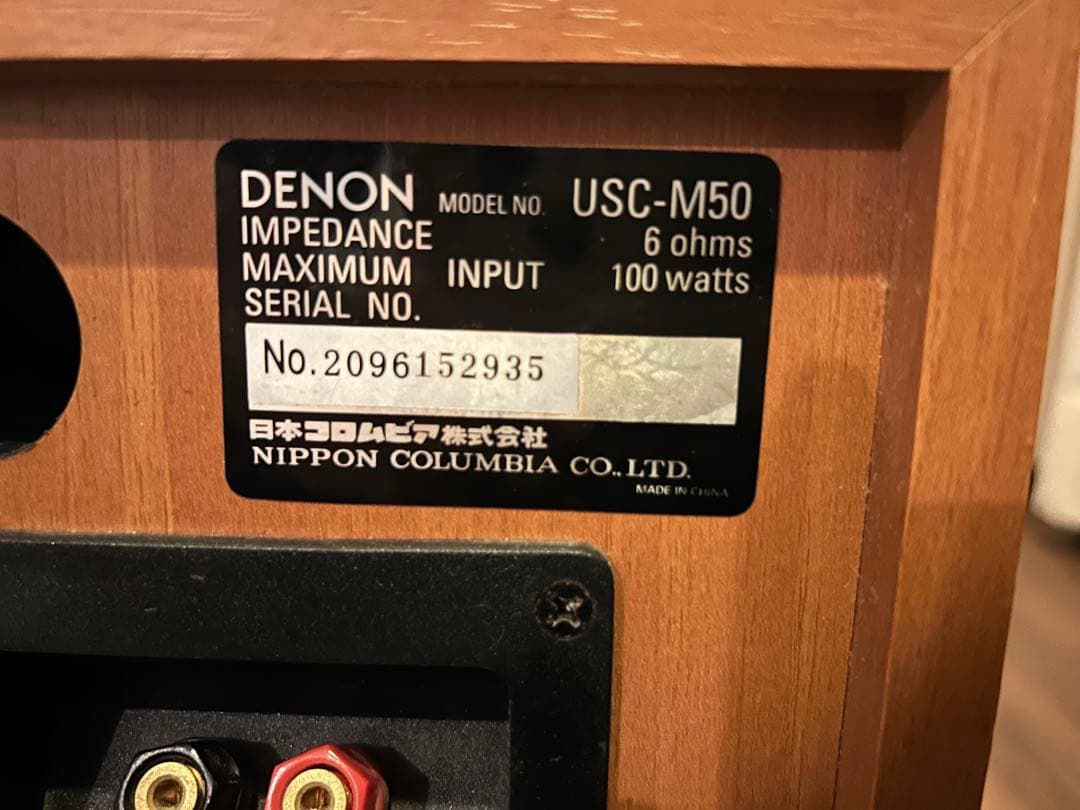 DENON MODEL NO. USC-M50
IMPEDANCE 6 ohms
MAXIMUM INPUT 100 watts
SERIAL NO.
No.2096152935
日本コロムビア株式会社
NIPPON COLUMBIA CO.,LTD.
MADE IN CHINA